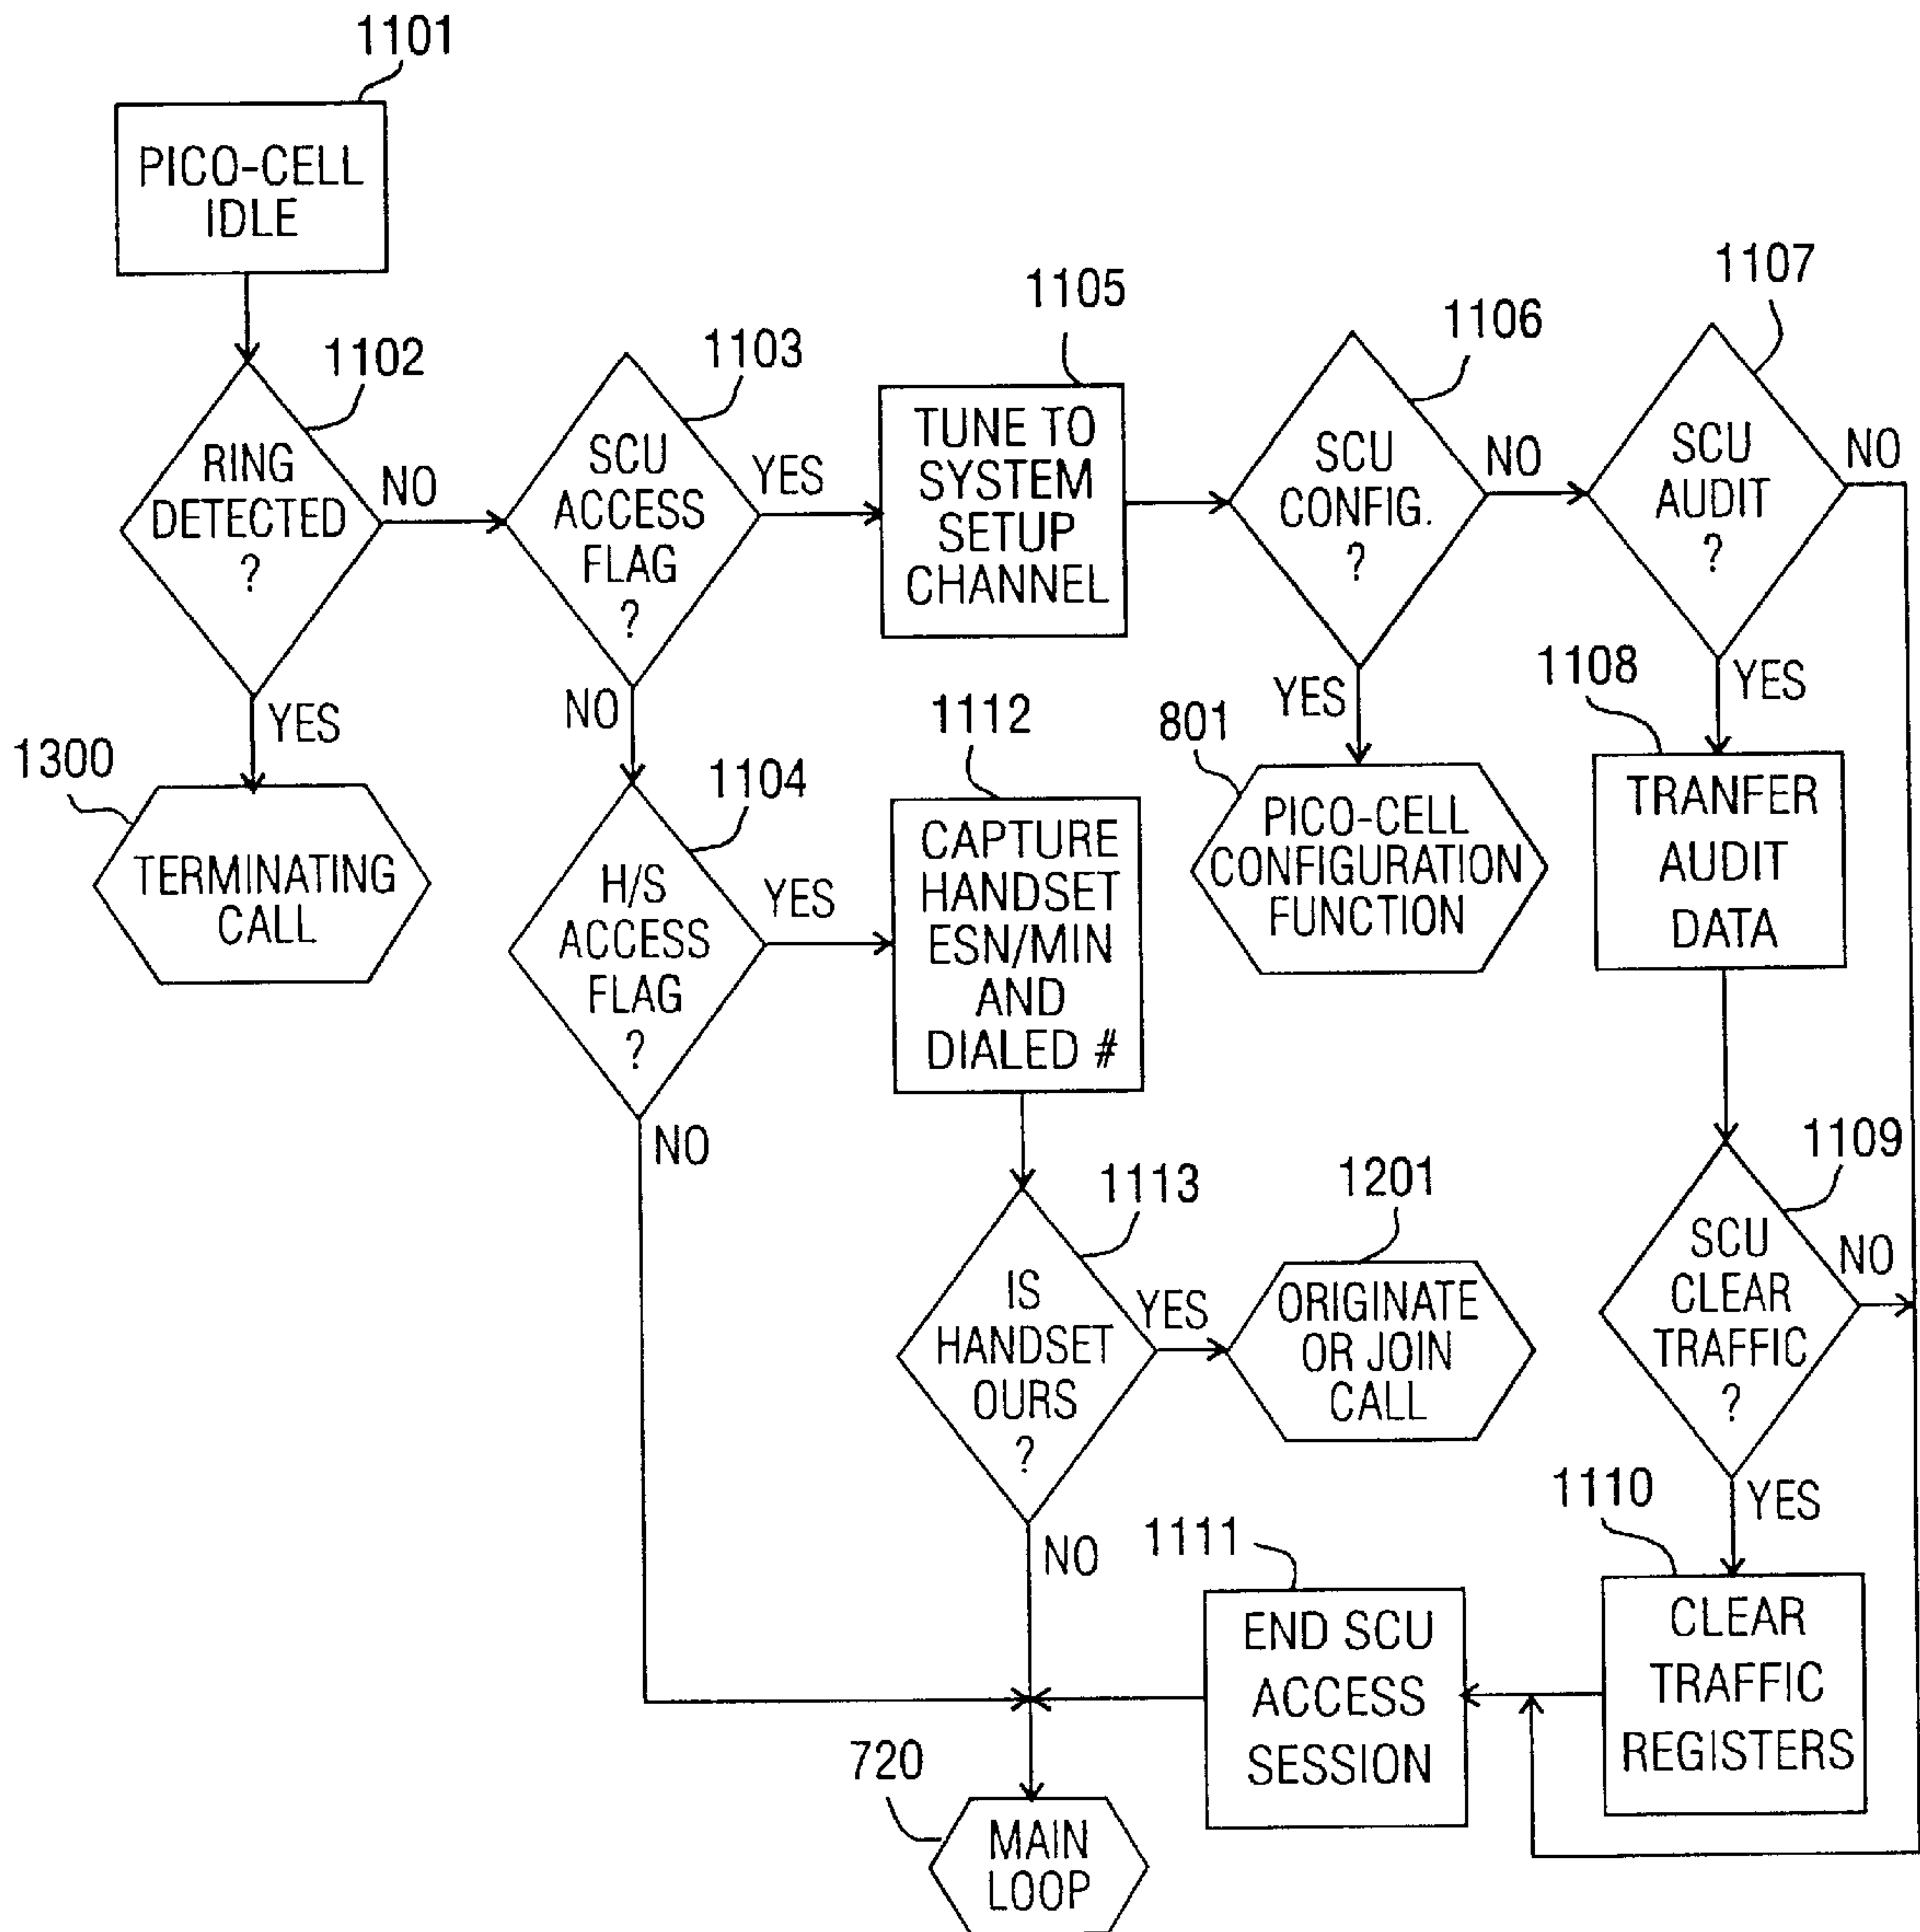 1101
PICO-CELL
IDLE
1102
RING
DETECTED
?
NO
YES
1300
TERMINATING
CALL
1103
SCU
ACCESS
FLAG
?
YES
NO
1105
TUNE TO
SYSTEM
SETUP
CHANNEL
1106
SCU
CONFIG.
?
NO
YES
801
PICO-CELL
CONFIGURATION
FUNCTION
1107
SCU
AUDIT
?
NO
YES
1108
TRANFER
AUDIT
DATA
1104
H/S
ACCESS
FLAG
?
YES
NO
1112
CAPTURE
HANDSET
ESN/MIN
AND
DIALED #
1113
IS
HANDSET
OURS
?
YES
NO
1201
ORIGINATE
OR JOIN
CALL
1109
SCU
CLEAR
TRAFFIC
?
NO
YES
1110
CLEAR
TRAFFIC
REGISTERS
1111
END SCU
ACCESS
SESSION
720
MAIN
LOOP